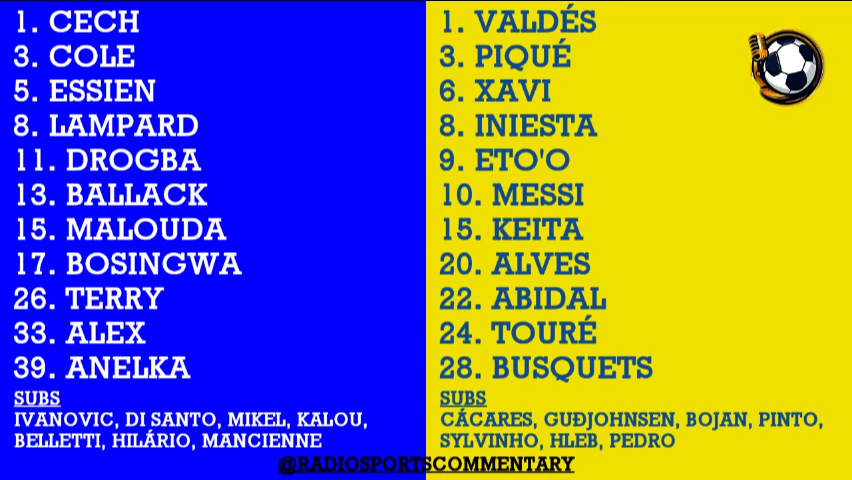 1. CECH
3. COLE
5. ESSIEN
8. LAMPARD
11. DROGBA
13. BALLACK
15. MALOUDA
17. BOSINGWA
26. TERRY
33. ALEX
39. ANELKA
SUBS
IVANOVIC, DI SANTO, MIKEL, KALOU,
BELLETTI, HILÁRIO, MANCIENNE
1. VALDÉS
3. PIQUÉ
6. XAVI
8. INIESTA
9. ETO'O
10. MESSI
15. KEITA
20. ALVES
22. ABIDAL
24. TOURÉ
28. BUSQUETS
SUBS
CÁCARES, GUÐJOHNSEN, BOJAN, PINTO,
SYLVINHO, HLEB, PEDRO
@RADIOSPORTSCOMMENTARY